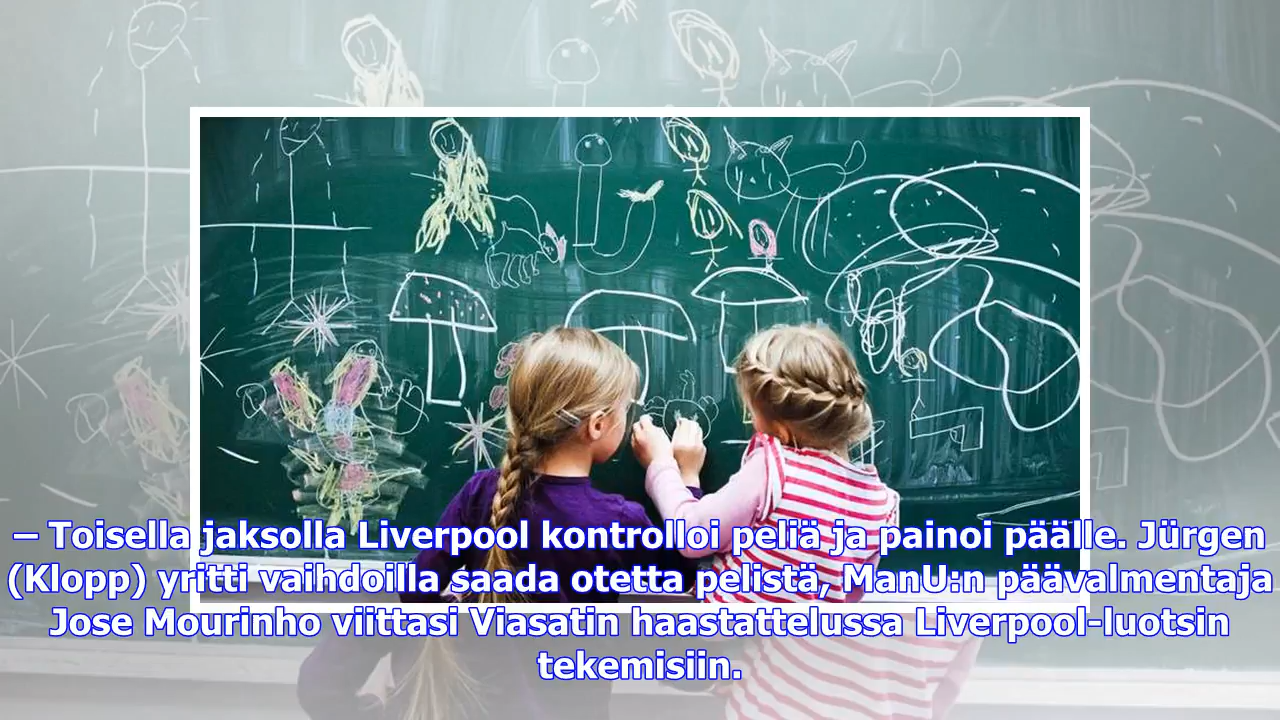 – Toisella jaksolla Liverpool kontrolloi peliä ja painoi päälle. Jürgen
(Klopp) yritti vaihdoilla saada otetta pelistä, ManU:n päävalmentaja
Jose Mourinho viittasi Viasatin haastattelussa Liverpool-luotsin
tekemisiin.